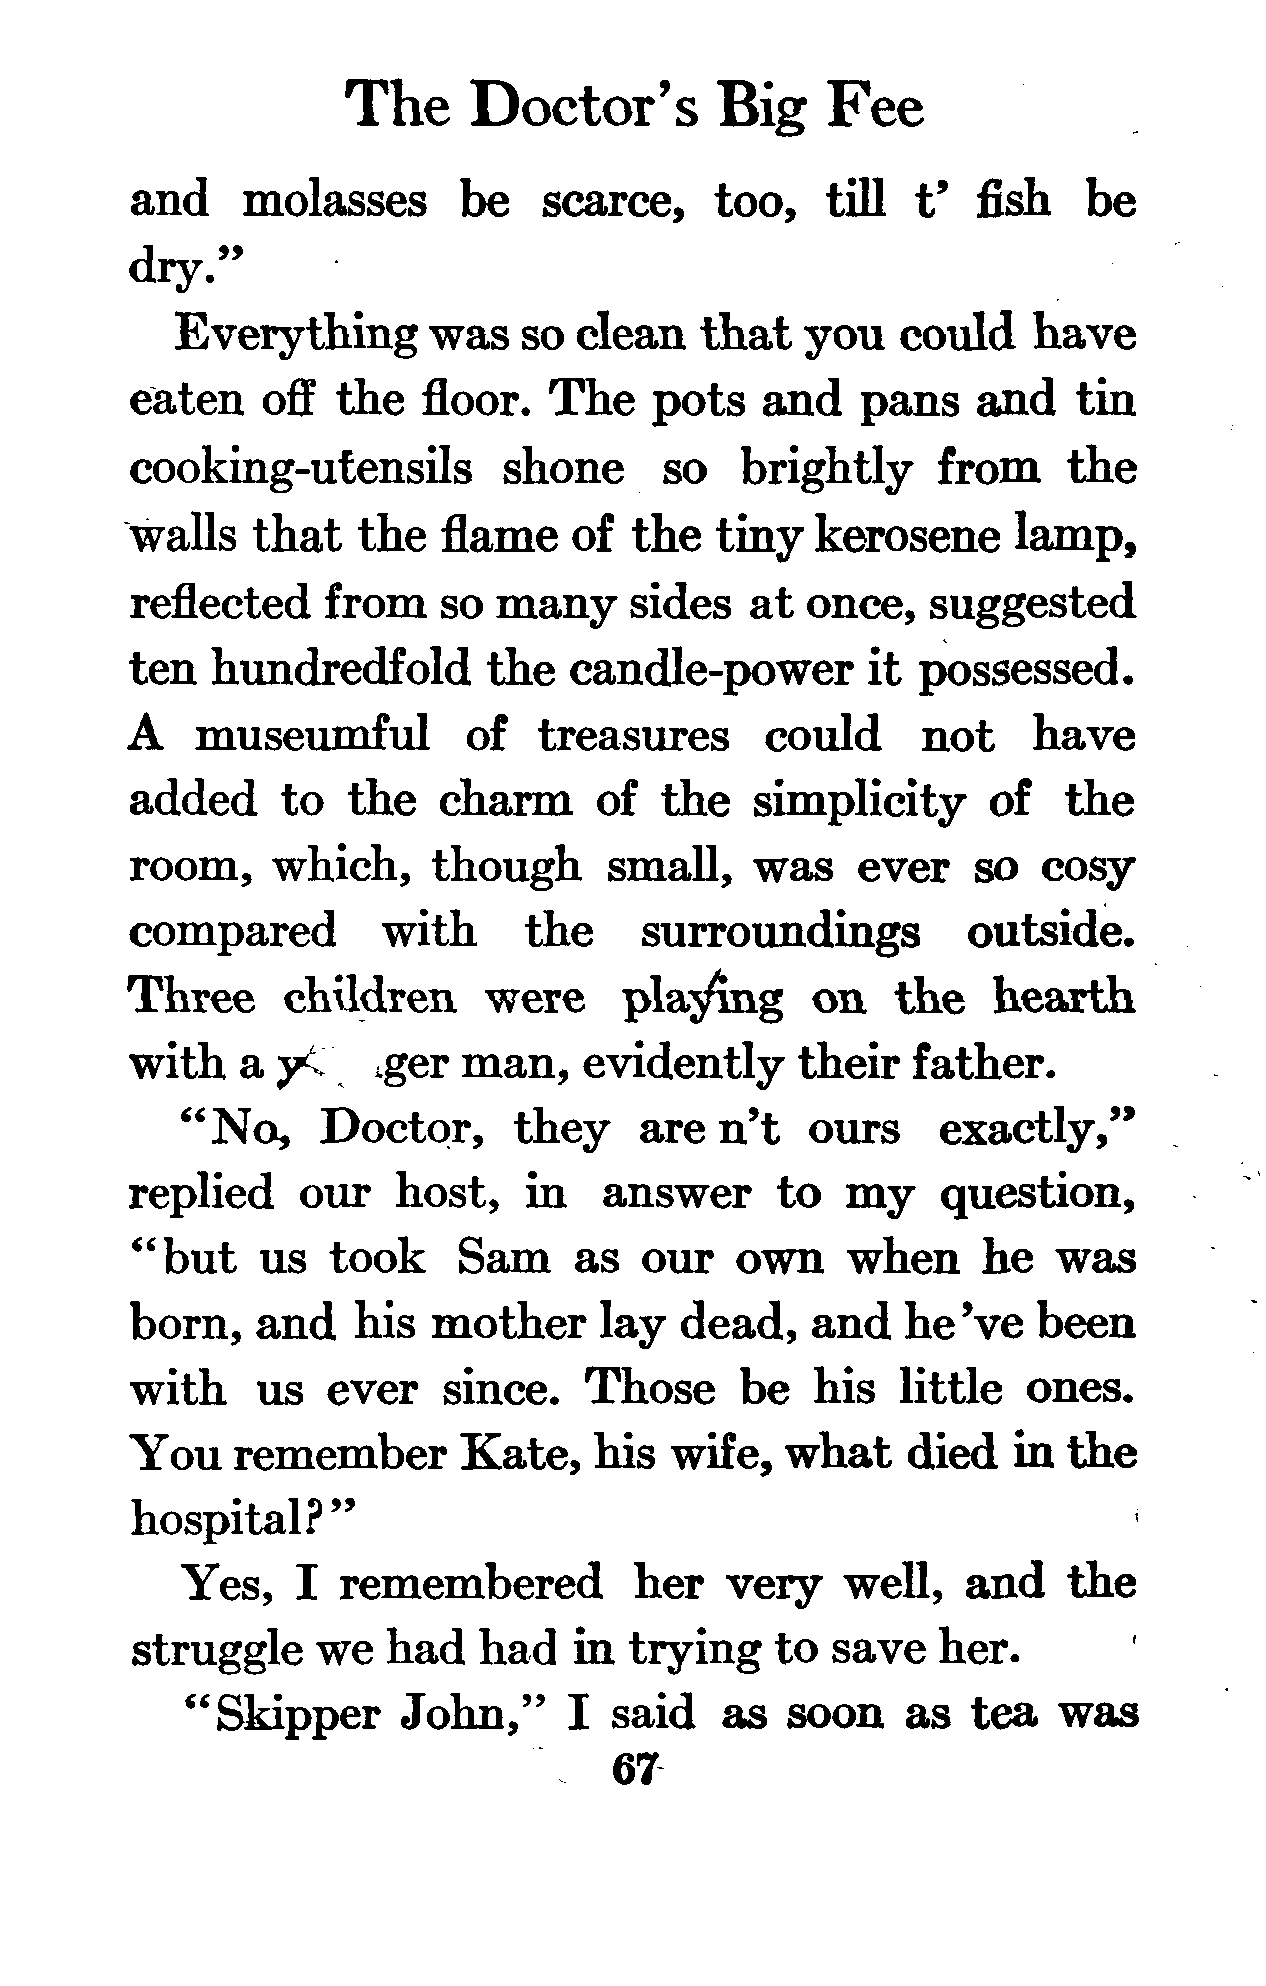 The Doctor's Big Fee
and molasses be scarce, too, till t' fish be
dry."
Everything was so clean that you could have
eaten off the floor. The pots and pans and tin
cooking-utensils shone so brightly from the
walls that the flame of the tiny kerosene lamp,
reflected from so many sides at once, suggested
ten hundredfold the candle-power it possessed.
A museumful of treasures could not have
added to the charm of the simplicity of the
room, which, though small, was ever so cosy
compared with the surroundings outside.
Three children were playing on the hearth
with a man, evidently their father.
"No, Doctor, they are n't ours exactly,"
replied our host, in answer to my question,
"but us took Sam as our own when he was
born, and his mother lay dead, and he 've been
with us ever since. Those be his little ones.
You remember Kate, his wife, what died in the
hospital?"
Yes, I remembered her very well, and the
struggle we had had in trying to save her.
"Skipper John," I said as soon as tea was
67